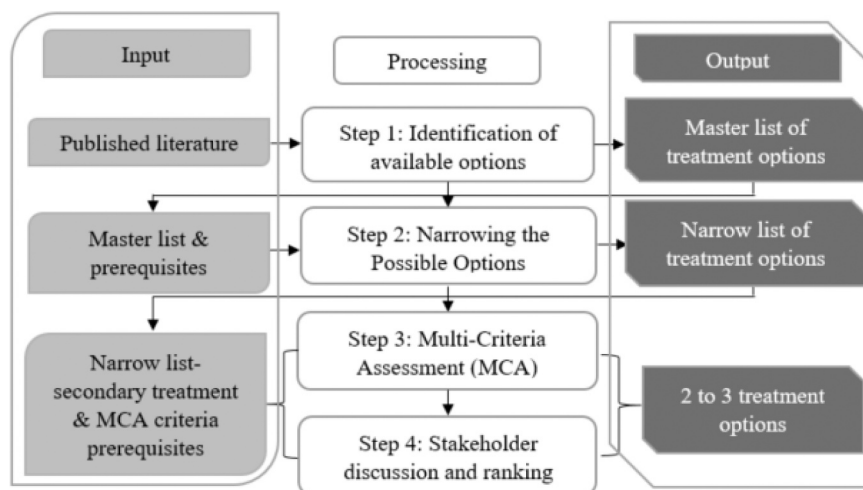 Input
Processing
Output
Published literature
Step 1: Identification of
available options
Master list of
treatment options
Master list &
prerequisites
Step 2: Narrowing the
Possible Options
Narrow list of
treatment options
Narrow list-
secondary treatment
& MCA criteria
prerequisites
Step 3: Multi-Criteria
Assessment (MCA)
Step 4: Stakeholder
discussion and ranking
2 to 3 treatment
options